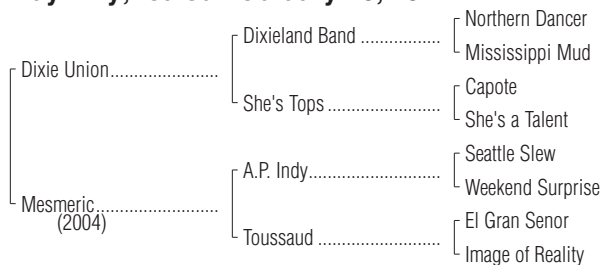 Northern Dancer
Dixieland Band
Mississippi Mud
Dixie Union
Capote
She's Tops
She's a Talent
Seattle Slew
A.P. Indy
Weekend Surprise
Mesmeric
(2004)
El Gran Senor
Toussaud
Image of Reality